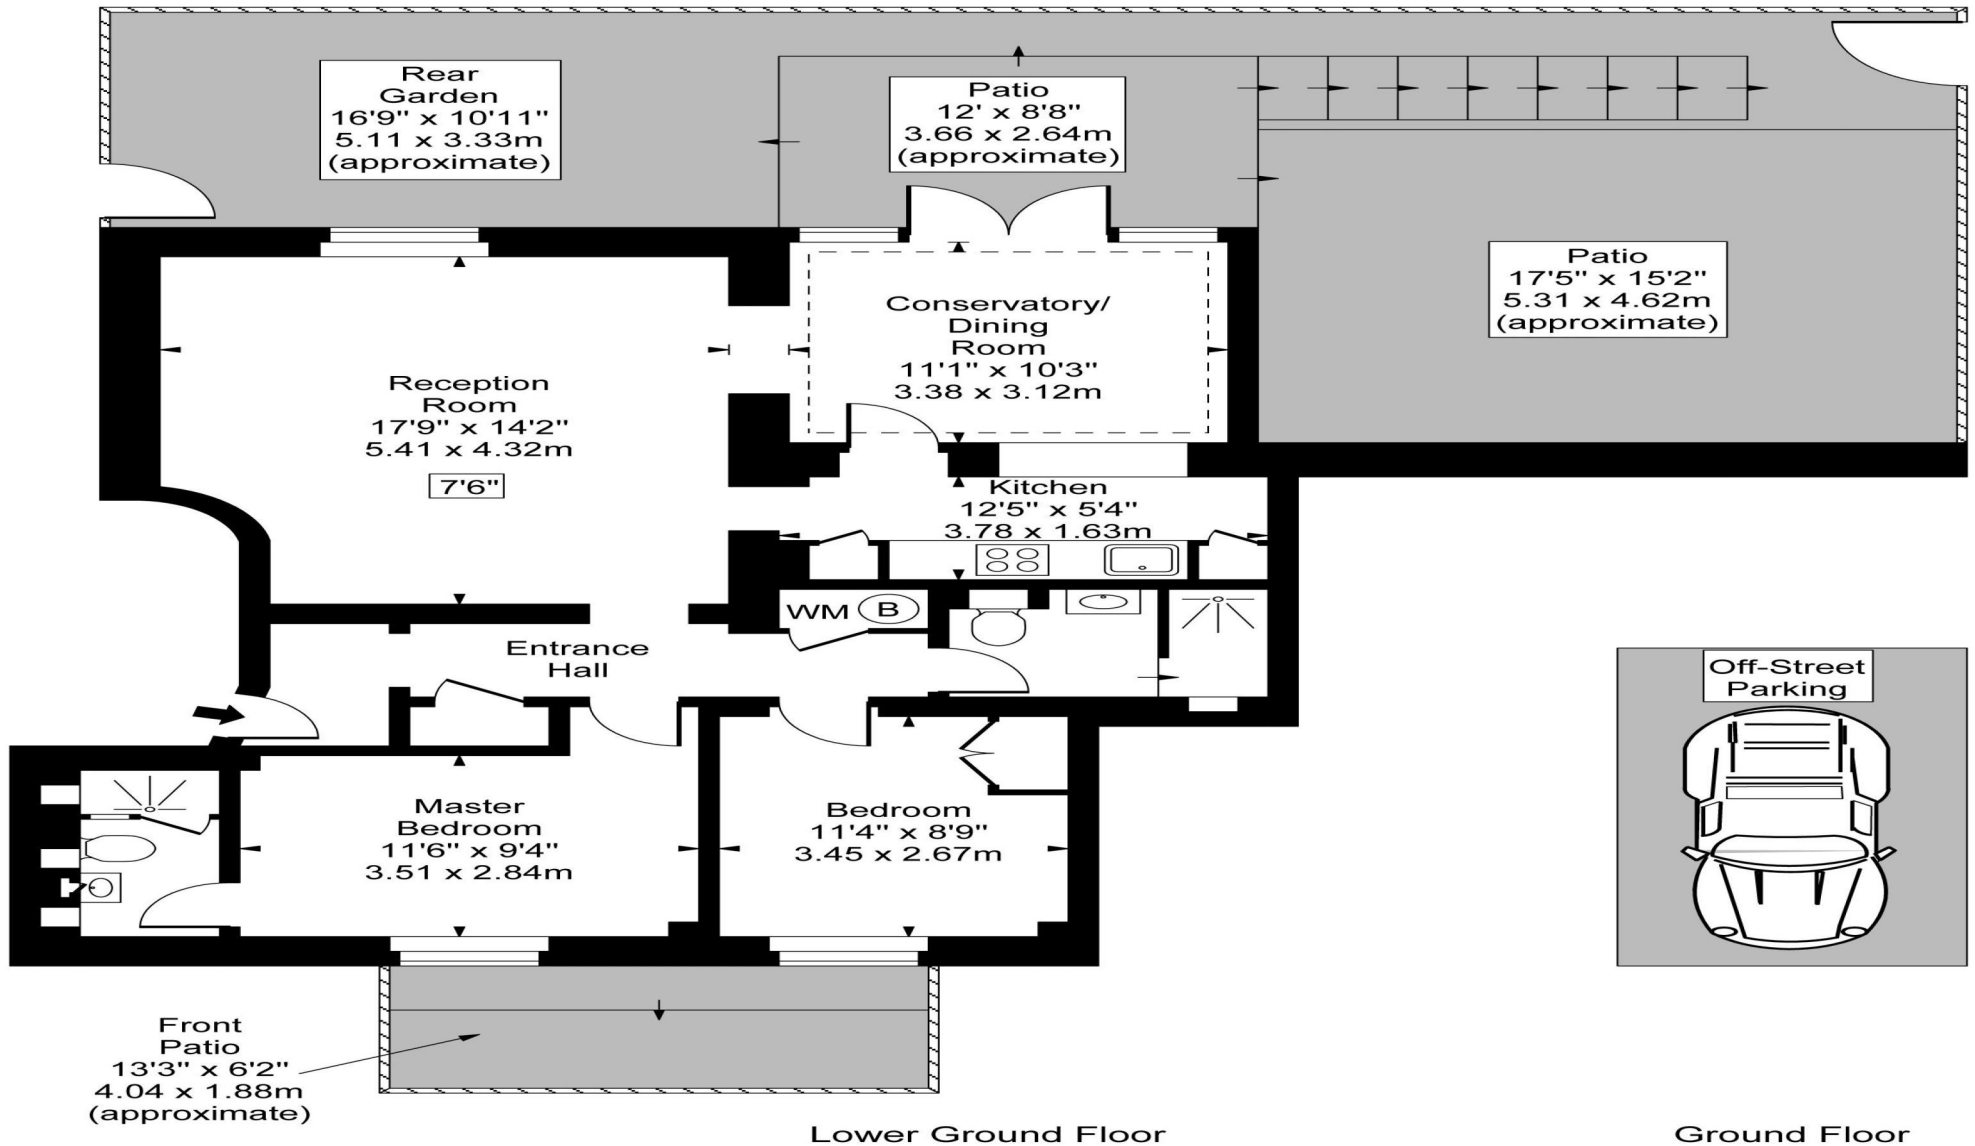 Rear
Garden
16'9" x 10'11"
5.11 x 3.33m
(approximate)
Patio
12' x 8'8"
3.66 x 2.64m
(approximate)
Patio
17'5" x 15'2"
5.31 x 4.62m
(approximate)
Conservatory/
Dining
Room
11'1" x 10'3"
3.38 x 3.12m
Reception
Room
17'9" x 14'2"
5.41 x 4.32m
7'6"
Kitchen
12'5" x 5'4"
3.78 x 1.63m
WM B
Entrance
Hall
Off-Street
Parking
Master
Bedroom
11'6" x 9'4"
3.51 x 2.84m
Bedroom
11'4" x 8'9"
3.45 x 2.67m
Front
Patio
13'3" x 6'2"
4.04 x 1.88m
(approximate)
Lower Ground Floor
Ground Floor